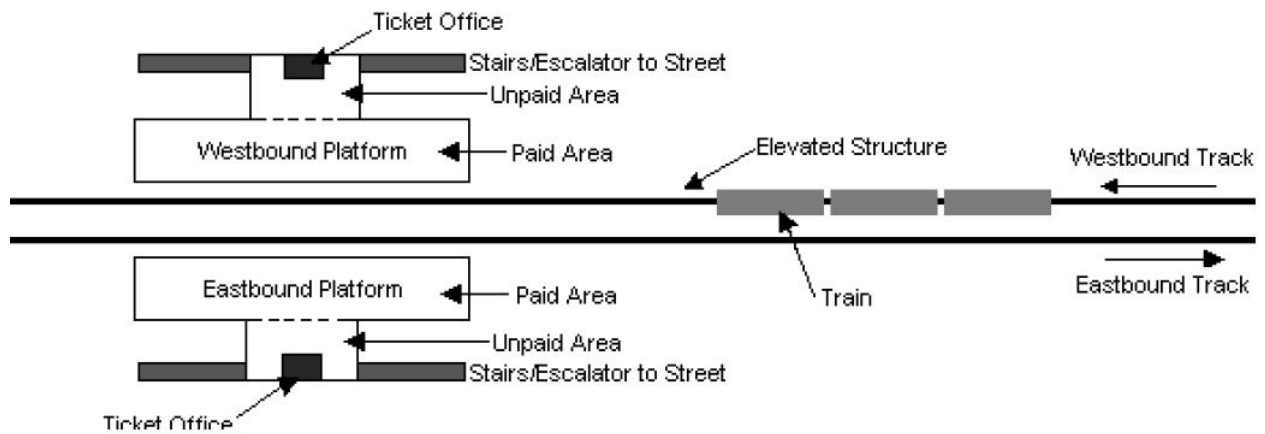 Ticket Office
Stairs/Escalator to Street
Unpaid Area
Westbound Platform
Paid Area
Elevated Structure
Westbound Track
Eastbound Platform
Paid Area
Train
Eastbound Track
Unpaid Area
Stairs/Escalator to Street
Ticket Office